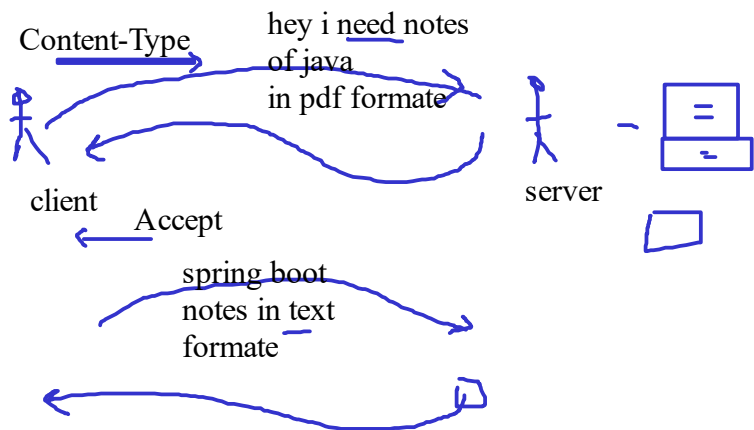 Content-Type
hey i need notes
of java
in pdf formate
client
server
Accept
spring boot
notes in text
formate